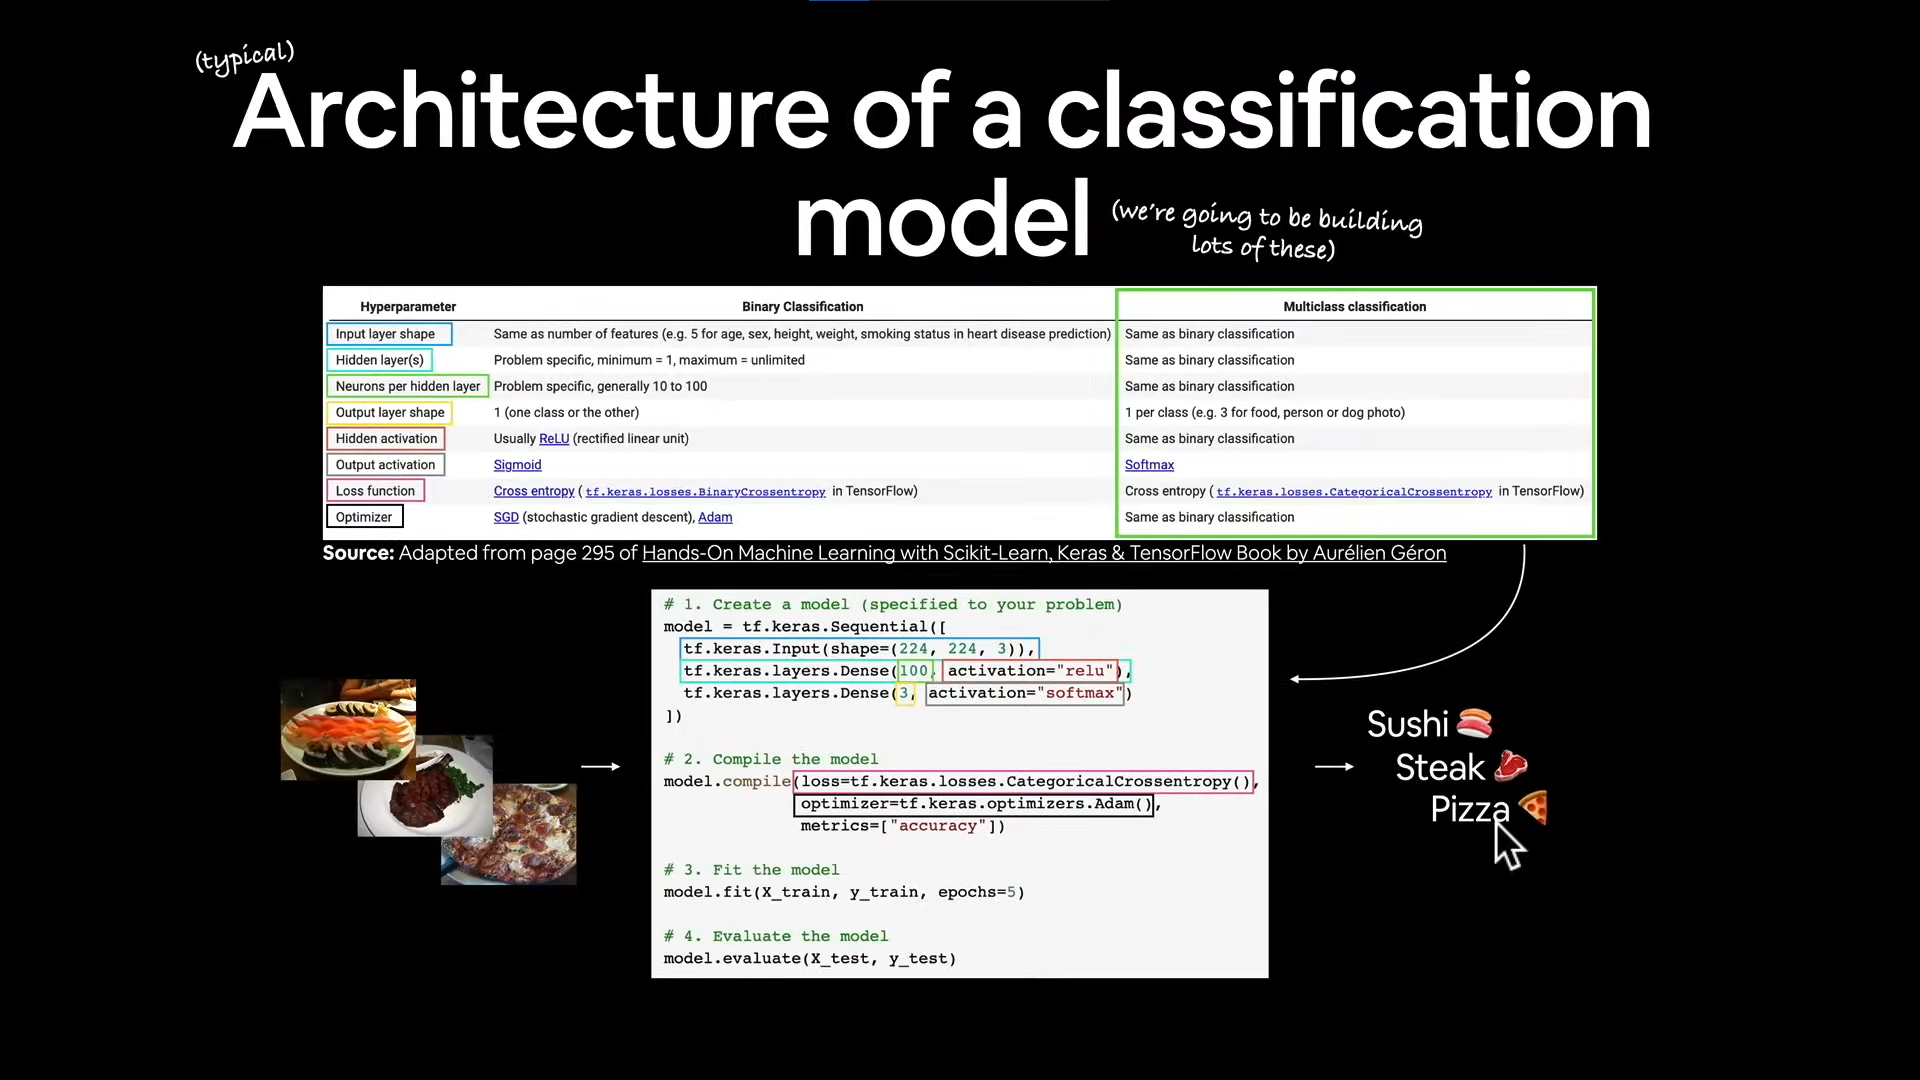 (typical)
Architecture of a classification
model
(we're going to be building
lots of these)
Hyperparameter Binary Classification Multiclass classification
Input layer shape Same as number of features (e.g. 5 for age, sex, height, weight, smoking status in heart disease prediction) Same as binary classification
Hidden layer(s) Problem specific, minimum = 1, maximum = unlimited Same as binary classification
Neurons per hidden layer Problem specific, generally 10 to 100 Same as binary classification
Output layer shape 1 (one class or the other) 1 per class (e.g. 3 for food, person or dog photo)
Hidden activation Usually ReLU (rectified linear unit) Same as binary classification
Output activation Sigmoid Softmax
Loss function Cross entropy ( tf.keras.losses.BinaryCrossentropy in TensorFlow) Cross entropy ( tf.keras.losses.CategoricalCrossentropy in TensorFlow)
Optimizer SGD (stochastic gradient descent), Adam Same as binary classification
Source: Adapted from page 295 of Hands-On Machine Learning with Scikit-Learn, Keras & TensorFlow Book by Aurélien Géron
# 1. Create a model (specified to your problem)
model = tf.keras.Sequential([
tf.keras.Input(shape=(224, 224, 3)),
tf.keras.layers.Dense(100, activation="relu"),
tf.keras.layers.Dense(3, activation="softmax")
])
# 2. Compile the model
model.compile(loss=tf.keras.losses.CategoricalCrossentropy(),
optimizer=tf.keras.optimizers.Adam(),
metrics=["accuracy"])
# 3. Fit the model
model.fit(X_train, y_train, epochs=5)
# 4. Evaluate the model
model.evaluate(X_test, y_test)
Sushi 🍣
Steak 🥩
Pizza 🍕